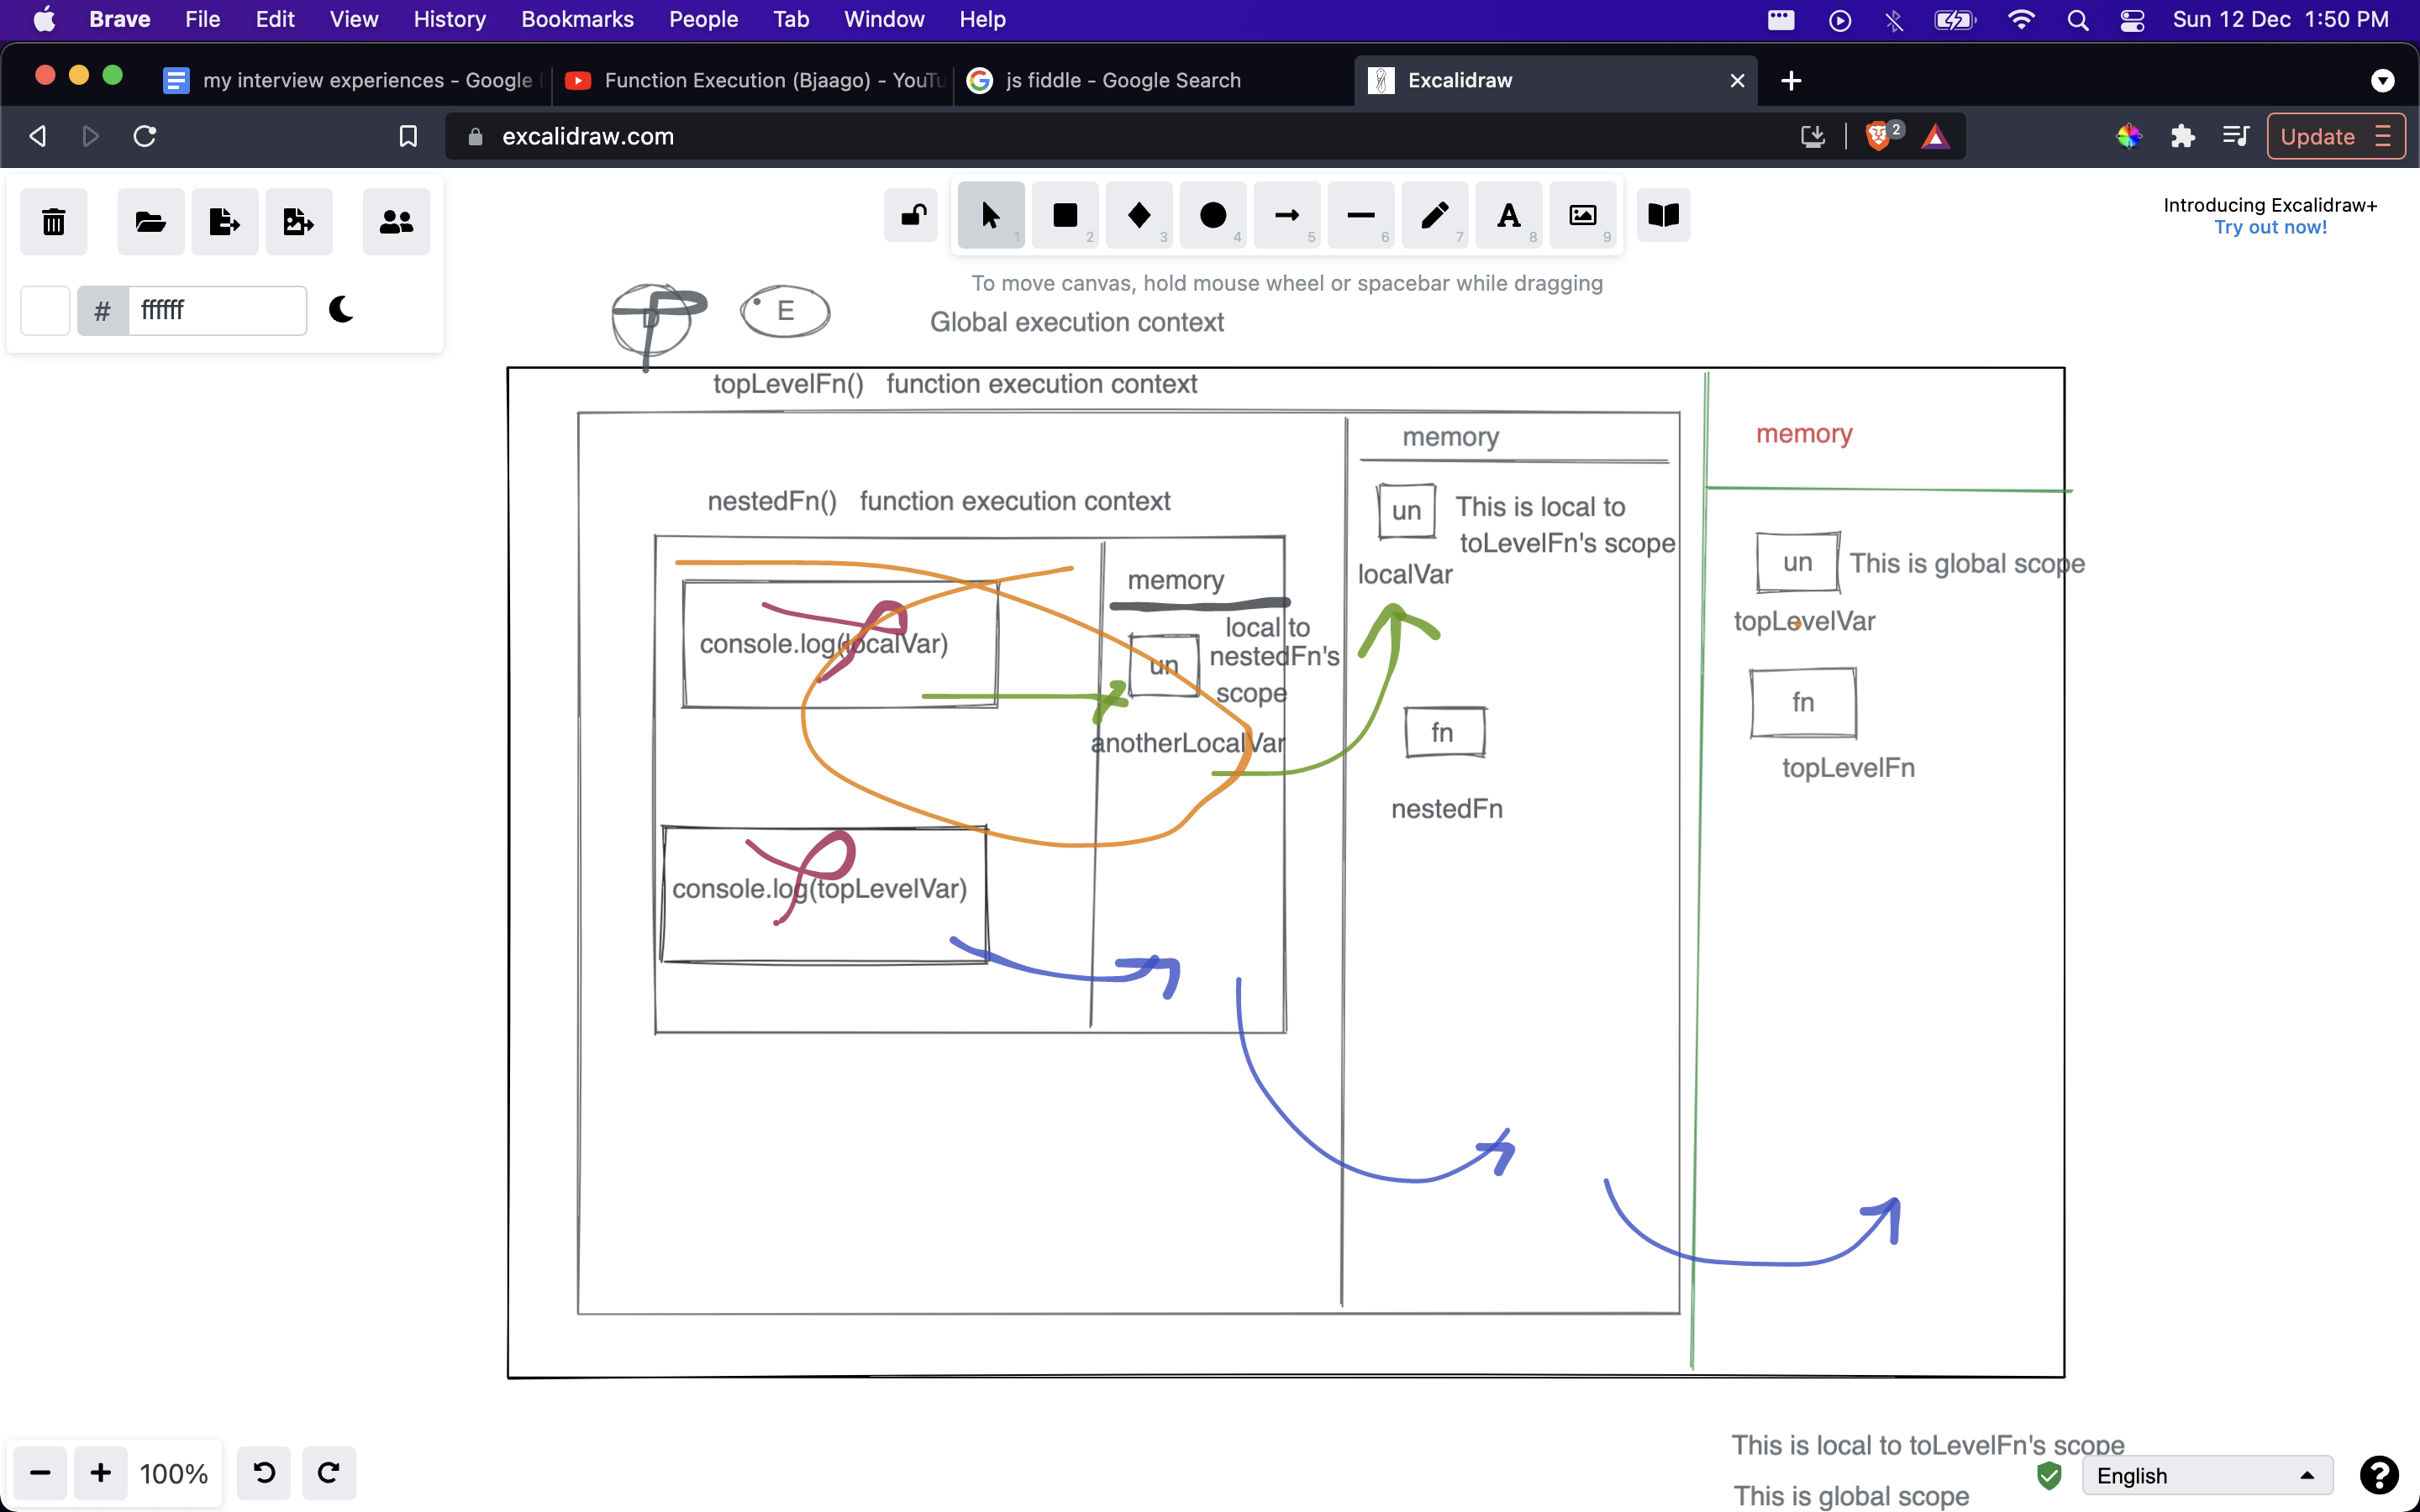 Brave File Edit View History Bookmarks People Tab Window Help
Sun 12 Dec 1:50 PM
my interview experiences - Google
Function Execution (Bjaago) - YouTu
js fiddle - Google Search
Excalidraw
excalidraw.com
2
Update
1 2 3 4 5 6 7 8 9
A
Introducing Excalidraw+
Try out now!
# ffffff
To move canvas, hold mouse wheel or spacebar while dragging
D
E
Global execution context
topLevelFn() function execution context
memory
memory
nestedFn() function execution context
un
This is local to
toLevelFn's scope
localVar
un
This is global scope
topLevelVar
memory
console.log(localVar)
un
local to
nestedFn's
scope
anotherLocalVar
fn
nestedFn
fn
topLevelFn
console.log(topLevelVar)
This is local to toLevelFn's scope
This is global scope
100%
English
?